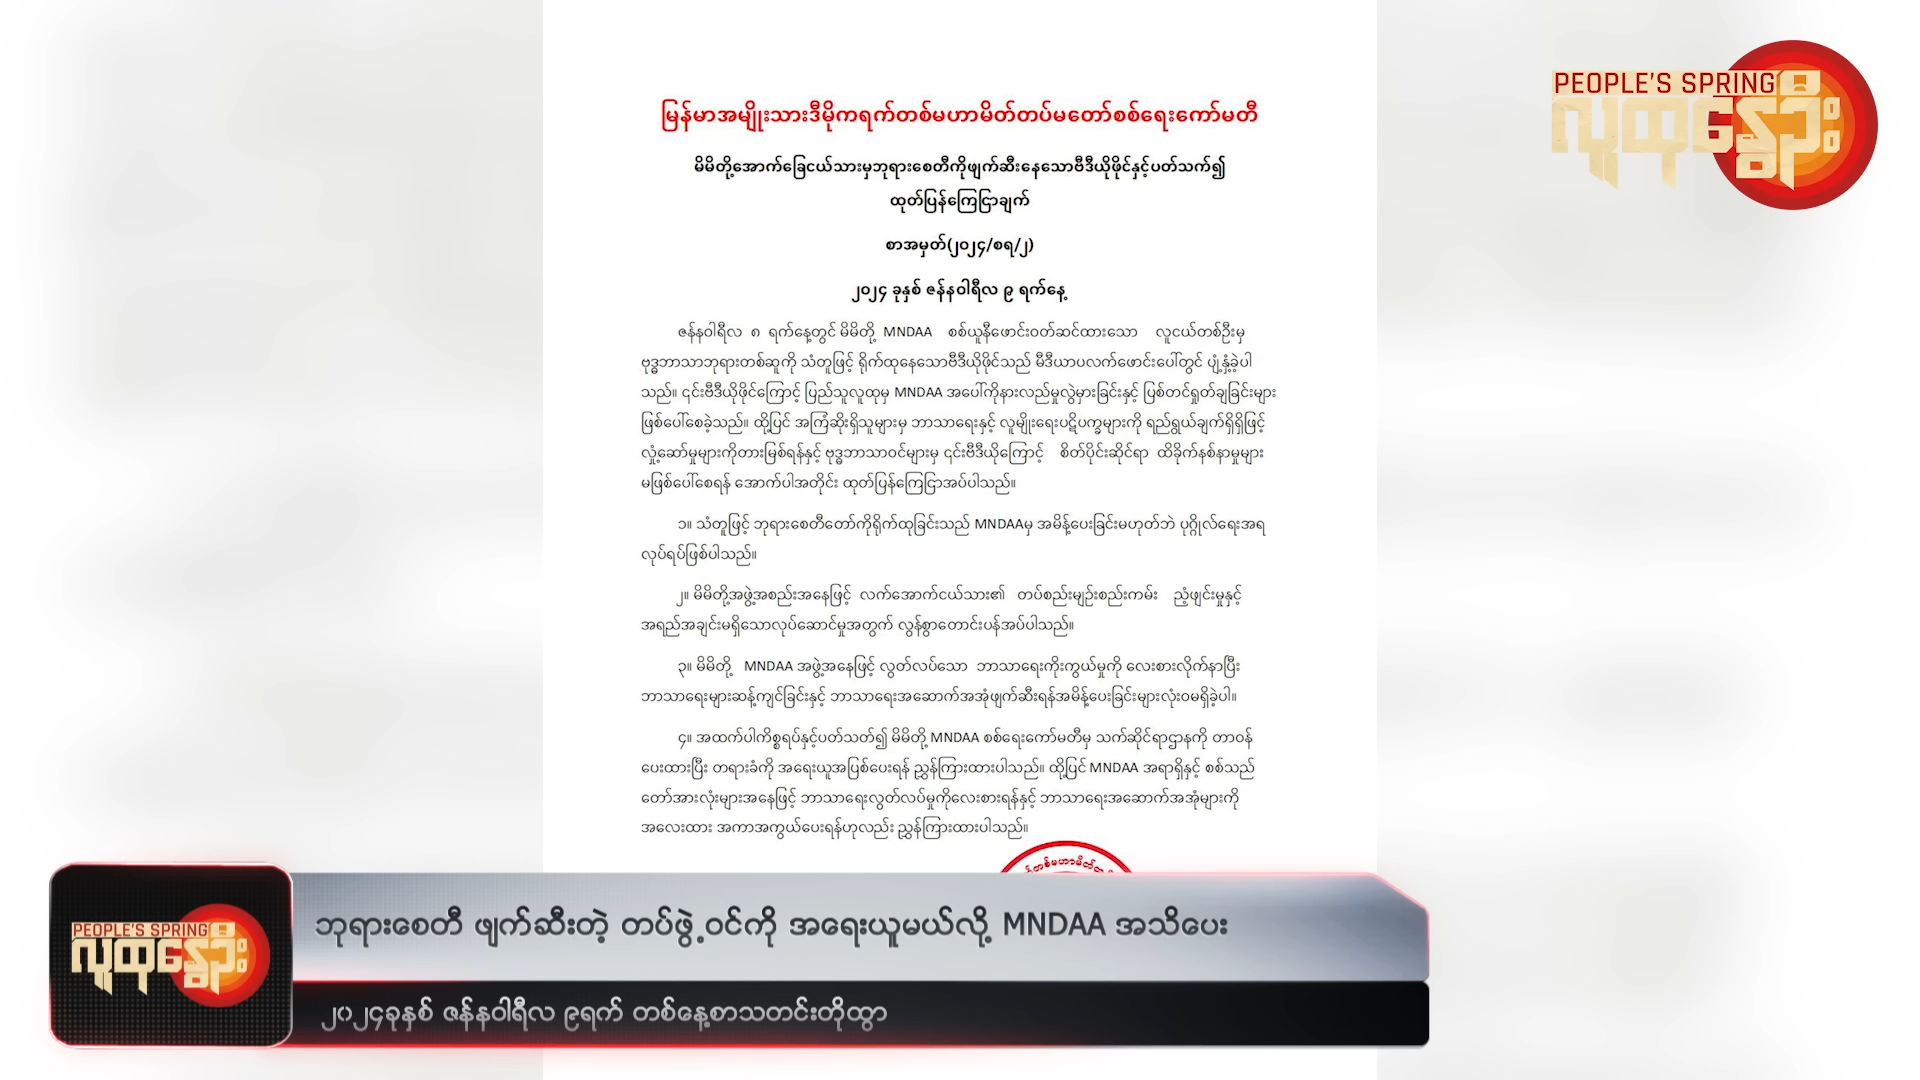 PEOPLE'S SPRING
လူထုနွေဦး
မြန်မာအမျိုးသားဒီမိုကရက်တစ်မဟာမိတ်တပ်မတော်စစ်ရေးကော်မတီ
မိမိတို့အောက်ခြေငယ်သားမှဘုရားစေတီကိုဖျက်ဆီးနေသောဗီဒီယိုဖိုင်နှင့်ပတ်သက်၍
ထုတ်ပြန်ကြေငြာချက်
စာအမှတ်(၂၀၂၄/စရ/၂)
၂၀၂၄ ခုနှစ် ဇန်နဝါရီလ ၉ ရက်နေ့
ဇန်နဝါရီလ ၈ ရက်နေ့တွင် မိမိတို့ MNDAA စစ်ယူနီဖောင်းဝတ်ဆင်ထားသော လူငယ်တစ်ဦးမှ
ဗုဒ္ဓဘာသာဘုရားတစ်ဆူကို သံတူဖြင့် ရိုက်ထုနေသောဗီဒီယိုဖိုင်သည် မီဒီယာပလက်ဖောင်းပေါ်တွင် ပျံ့နှံ့ခဲ့ပါ
သည်။ ၎င်းဗီဒီယိုဖိုင်ကြောင့် ပြည်သူလူထုမှ MNDAA အပေါ်ကိုနားလည်မှုလွဲမှားခြင်းနှင့် ပြစ်တင်ရှုတ်ချခြင်းများ
ဖြစ်ပေါ်စေခဲ့သည်။ ထို့ပြင် အကြံဆိုးရှိသူများမှ ဘာသာရေးနှင့် လူမျိုးရေးပဋိပက္ခများကို ရည်ရွယ်ချက်ရှိရှိဖြင့်
လှုံ့ဆော်မှုများကိုတားမြစ်ရန်နှင့် ဗုဒ္ဓဘာသာဝင်များမှ ၎င်းဗီဒီယိုကြောင့် စိတ်ပိုင်းဆိုင်ရာ ထိခိုက်နစ်နာမှုများ
မဖြစ်ပေါ်စေရန် အောက်ပါအတိုင်း ထုတ်ပြန်ကြေငြာအပ်ပါသည်။
၁။ သံတူဖြင့် ဘုရားစေတီတော်ကိုရိုက်ထုခြင်းသည် MNDAAမှ အမိန့်ပေးခြင်းမဟုတ်ဘဲ ပုဂ္ဂိုလ်ရေးအရ
လုပ်ရပ်ဖြစ်ပါသည်။
၂။ မိမိတို့အဖွဲ့အစည်းအနေဖြင့် လက်အောက်ငယ်သား၏ တပ်စည်းမျဉ်းစည်းကမ်း ညံ့ဖျင်းမှုနှင့်
အရည်အချင်းမရှိသောလုပ်ဆောင်မှုအတွက် လွန်စွာတောင်းပန်အပ်ပါသည်။
၃။ မိမိတို့ MNDAA အဖွဲ့အနေဖြင့် လွတ်လပ်သော ဘာသာရေးကိုးကွယ်မှုကို လေးစားလိုက်နာပြီး
ဘာသာရေးများဆန့်ကျင်ခြင်းနှင့် ဘာသာရေးအဆောက်အအုံဖျက်ဆီးရန်အမိန့်ပေးခြင်းများလုံးဝမရှိခဲ့ပါ။
၄။ အထက်ပါကိစ္စရပ်နှင့်ပတ်သတ်၍ မိမိတို့ MNDAA စစ်ရေးကော်မတီမှ သက်ဆိုင်ရာဌာနကို တာဝန်
ပေးထားပြီး တရားခံကို အရေးယူအပြစ်ပေးရန် ညွှန်ကြားထားပါသည်။ ထို့ပြင် MNDAA အရာရှိနှင့် စစ်သည်
တော်အားလုံးများအနေဖြင့် ဘာသာရေးလွတ်လပ်မှုကိုလေးစားရန်နှင့် ဘာသာရေးအဆောက်အအုံများကို
အလေးထား အကာအကွယ်ပေးရန်ဟုလည်း ညွှန်ကြားထားပါသည်။
PEOPLE'S SPRING
လူထုနွေဦး
ဘုရားစေတီ ဖျက်ဆီးတဲ့ တပ်ဖွဲ့ဝင်ကို အရေးယူမယ်လို့ MNDAA အသိပေး
၂၀၂၄ခုနှစ် ဇန်နဝါရီလ ၉ရက် တစ်နေ့စာသတင်းတိုထွာ